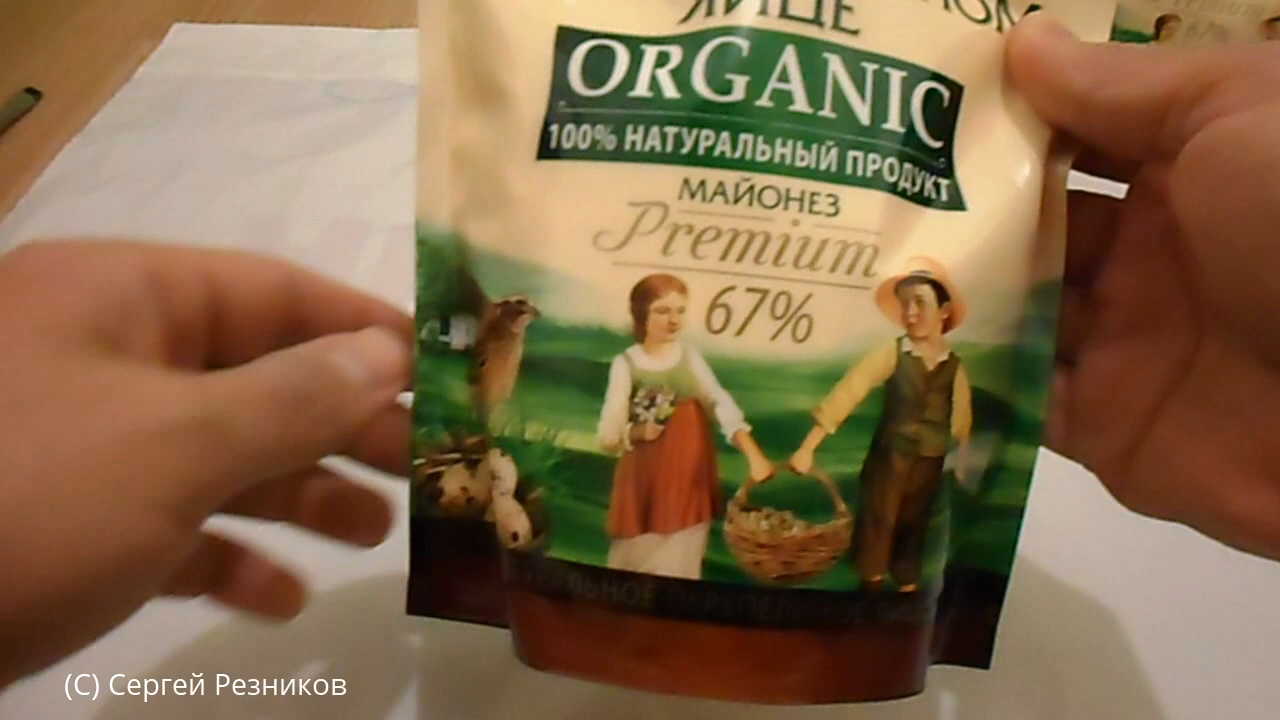 ЯЙЦЕ
ORGANIC
100% НАТУРАЛЬНЫЙ ПРОДУКТ
МАЙОНЕЗ
Premium
67%
(C) Сергей Резников